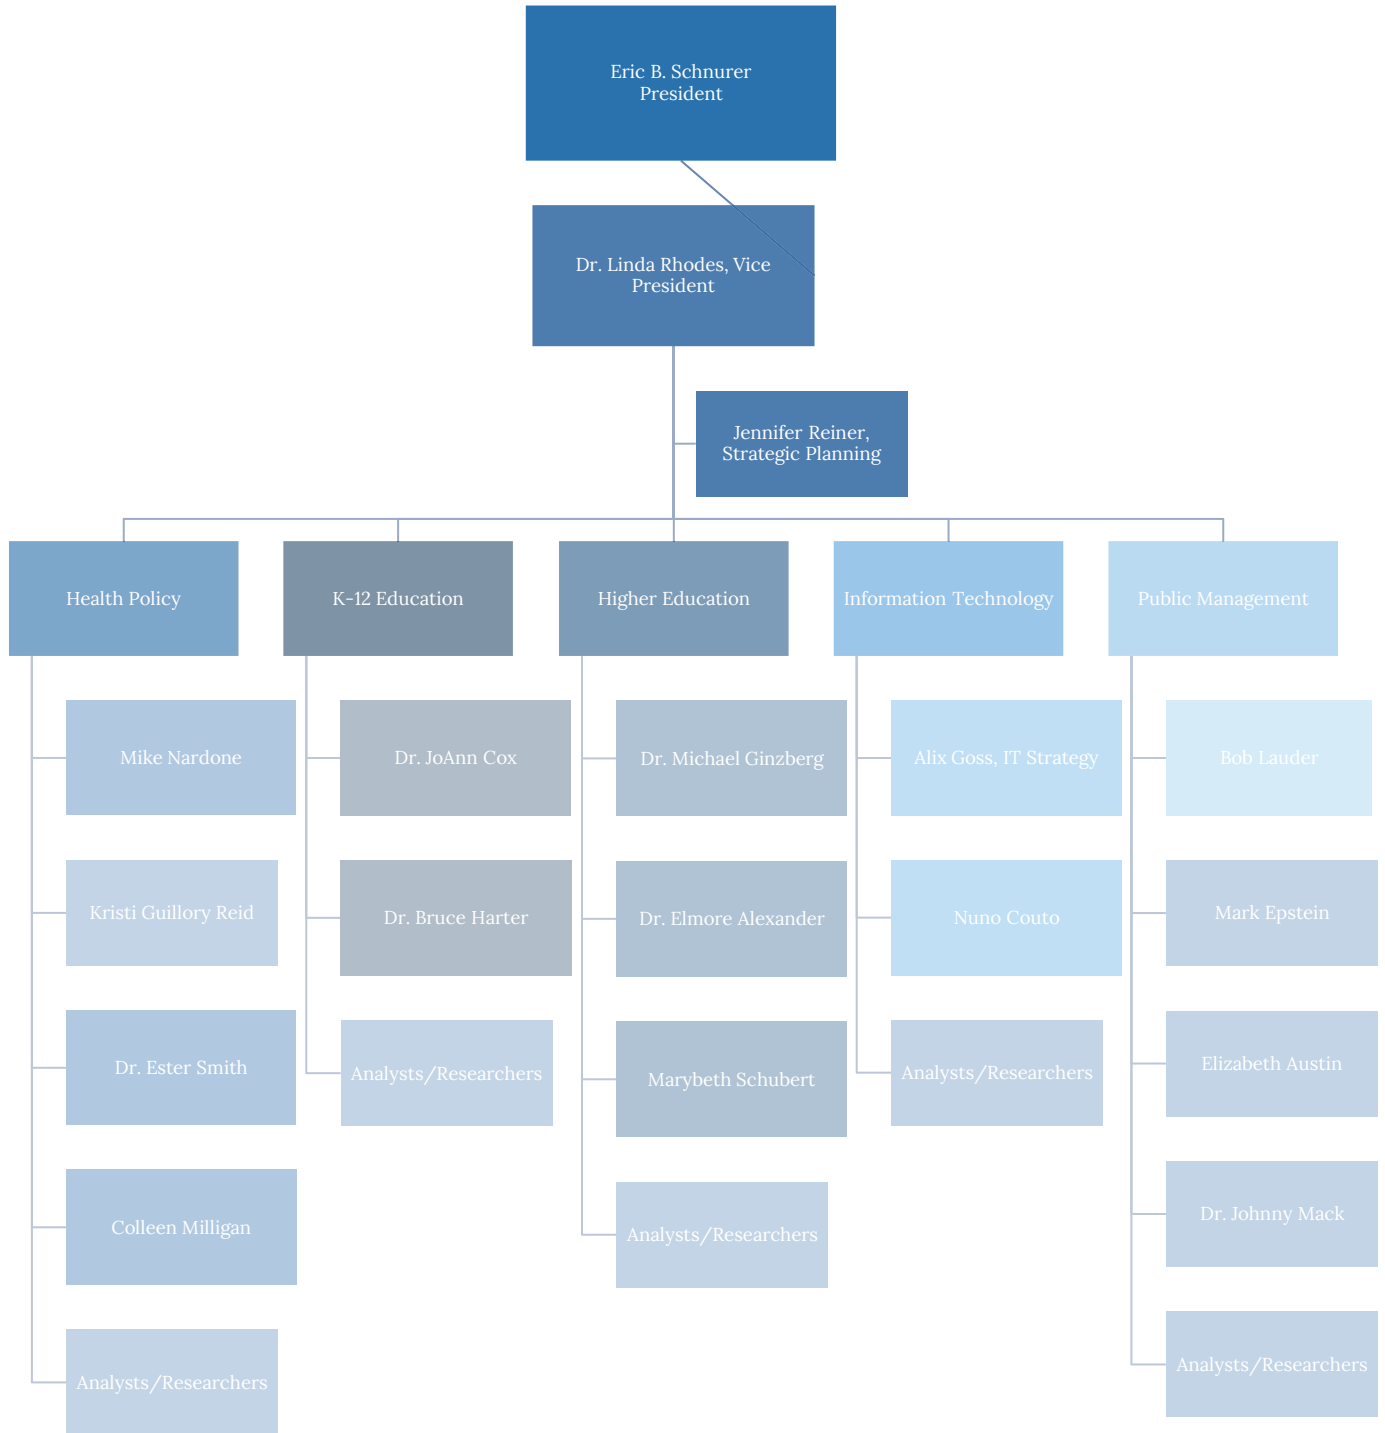 Eric B. Schnurer
President
Dr. Linda Rhodes, Vice
President
Jennifer Reiner,
Strategic Planning
Health Policy
K-12 Education
Higher Education
Information Technology
Public Management
Mike Nardone
Kristi Guillory Reid
Dr. Ester Smith
Colleen Milligan
Analysts/Researchers
Dr. JoAnn Cox
Dr. Bruce Harter
Analysts/Researchers
Dr. Michael Ginzberg
Dr. Elmore Alexander
Marybeth Schubert
Analysts/Researchers
Alix Goss, IT Strategy
Nuno Couto
Analysts/Researchers
Bob Lauder
Mark Epstein
Elizabeth Austin
Dr. Johnny Mack
Analysts/Researchers